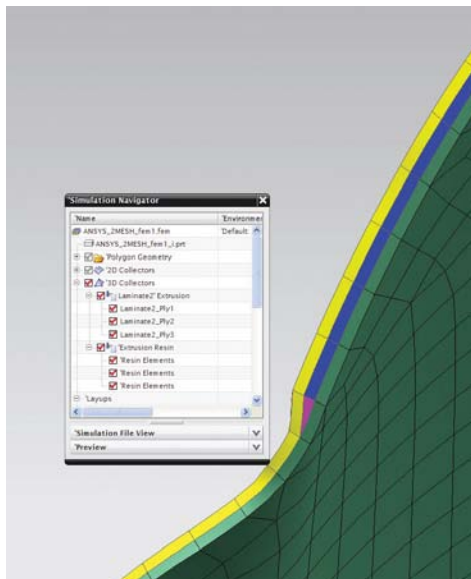 'Simulation Navigator
'Name 'Environmen
ANSYS_2MESH_fem1.fem 'Default
ANSYS_2MESH_fem1_i.prt
'Polygon Geometry
'2D Collectors
'3D Collectors
Laminate2' Extrusion
Laminate2_Ply1
Laminate2_Ply2
Laminate2_Ply3
'Extrusion Resin
'Resin Elements
'Resin Elements
'Resin Elements
'Layups
'Simulation File View
'Preview